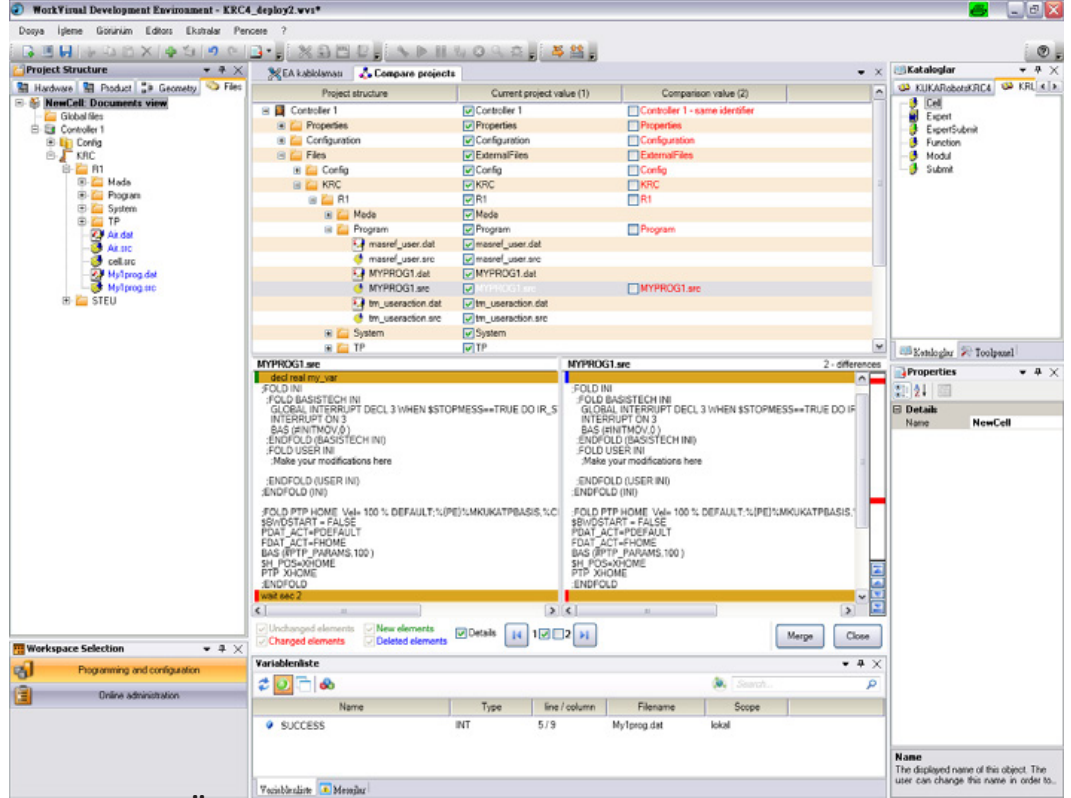 WorkVisual Development Environment - KRC4_deploy2.wvs*
Dosya İşleme Görünüm Editors Ekstralar Pencere ?
Project Structure
Hardware Product Geometry Files
NewCell: Documents view
Global files
Controller 1
Config
KRC
R1
Mada
Program
System
TP
Air.dat
Air.src
cell.src
My1prog.dat
My1prog.src
STEU
Workspace Selection
Programming and configuration
Online administration
EA kablolaması Compare projects
Project structure Current project value (1) Comparison value (2)
Controller 1 Controller 1 Controller 1 - same identifier
Properties Properties Properties
Configuration Configuration Configuration
Files ExternalFiles ExternalFiles
Config Config Config
KRC KRC KRC
R1 R1 R1
Mada Mada
Program Program Program
masref_user.dat masref_user.dat
masref_user.src masref_user.src
MYPROG1.dat MYPROG1.dat
MYPROG1.src MYPROG1.src MYPROG1.src
tm_useraction.dat tm_useraction.dat
tm_useraction.src tm_useraction.src
System System
TP TP
MYPROG1.src
decl real my_var
;FOLD INI
;FOLD BASISTECH INI
GLOBAL INTERRUPT DECL 3 WHEN $STOPMESS==TRUE DO IR_S
INTERRUPT ON 3
BAS (#INITMOV,0 )
;ENDFOLD (BASISTECH INI)
;FOLD USER INI
;Make your modifications here
;ENDFOLD (USER INI)
;ENDFOLD (INI)
;FOLD PTP HOME Vel= 100 % DEFAULT;%{PE}%MKUKATPBASIS,%C
$BWDSTART = FALSE
PDAT_ACT=PDEFAULT
FDAT_ACT=FHOME
BAS (#PTP_PARAMS,100 )
$H_POS=XHOME
PTP XHOME
;ENDFOLD
wait sec 2
MYPROG1.src 2 - differences
;FOLD INI
;FOLD BASISTECH INI
GLOBAL INTERRUPT DECL 3 WHEN $STOPMESS==TRUE DO IF
INTERRUPT ON 3
BAS (#INITMOV,0 )
;ENDFOLD (BASISTECH INI)
;FOLD USER INI
;Make your modifications here
;ENDFOLD (USER INI)
;ENDFOLD (INI)
;FOLD PTP HOME Vel= 100 % DEFAULT;%{PE}%MKUKATPBASIS,
$BWDSTART = FALSE
PDAT_ACT=PDEFAULT
FDAT_ACT=FHOME
BAS (#PTP_PARAMS,100 )
$H_POS=XHOME
PTP XHOME
;ENDFOLD
Unchanged elements New elements
Changed elements Deleted elements
Details 1 2 Merge Close
Variablenliste
Search...
Name Type line / column Filename Scope
SUCCESS INT 5 / 9 My1prog.dat lokal
Variablenliste Mesajlar
Kataloglar
KUKARobotsKRC4 KRL
Cell
Expert
ExpertSubmit
Function
Modul
Submit
Kataloglar Toolpanel
Properties
Details
Name NewCell
Name
The displayed name of this object. The
user can change this name in order to..